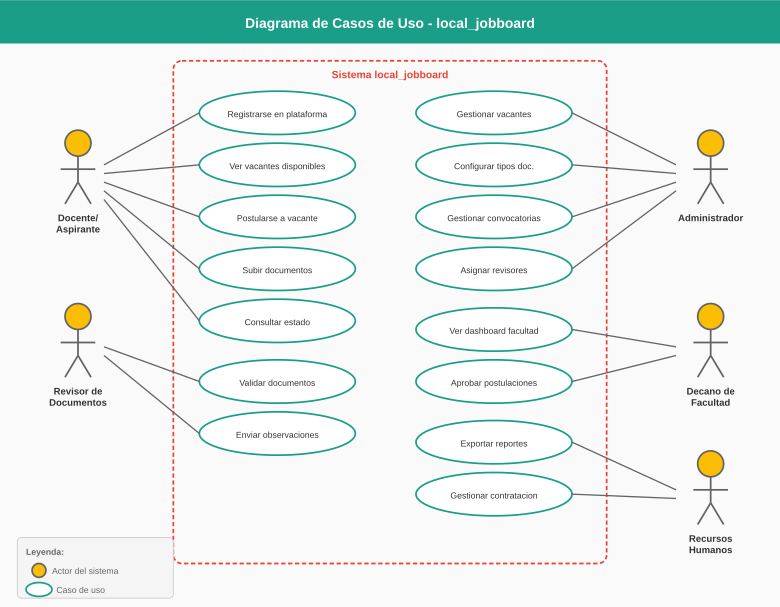 Diagrama de Casos de Uso - local_jobboard
Sistema local_jobboard
Registrarse en plataforma
Ver vacantes disponibles
Postularse a vacante
Subir documentos
Consultar estado
Validar documentos
Enviar observaciones
Gestionar vacantes
Configurar tipos doc.
Gestionar convocatorias
Asignar revisores
Ver dashboard facultad
Aprobar postulaciones
Exportar reportes
Gestionar contratacion
Docente/
Aspirante
Revisor de
Documentos
Administrador
Decano de
Facultad
Recursos
Humanos
Leyenda:
Actor del sistema
Caso de uso